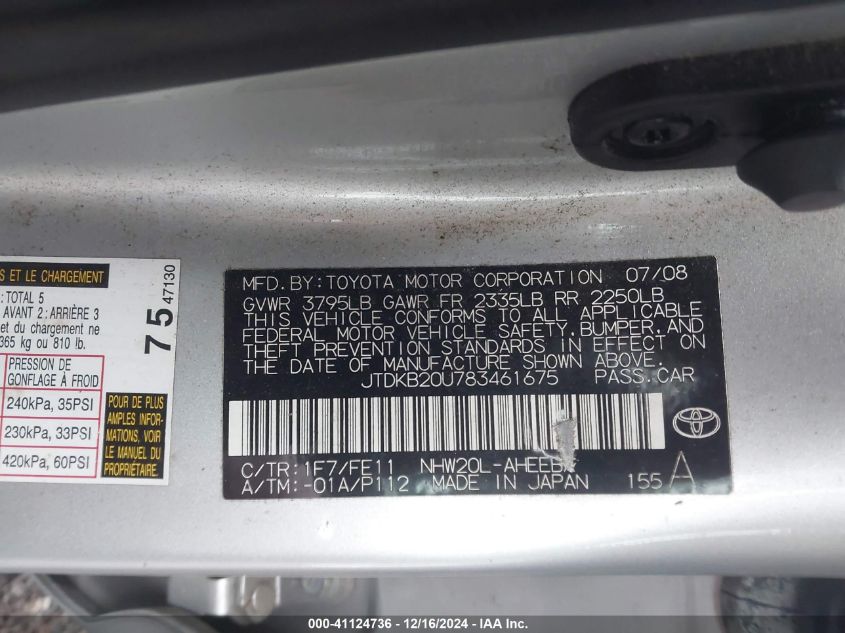 S ET LE CHARGEMENT
:TOTAL 5
AVANT 2: ARRIÈRE 3
et du chargement ne
365 kg ou 810 lb.
PRESSION DE
GONFLAGE À FROID
240kPa, 35PSI
230kPa, 33PSI
420kPa, 60PSI
POUR DE PLUS
AMPLES INFOR-
MATIONS, VOIR
LE MANUEL DU
PROPRIÉTAIRE
75
47130
MFD. BY: TOYOTA MOTOR CORPORATION 07/08
GVWR 3795LB GAWR FR 2335LB RR 2250LB
THIS VEHICLE CONFORMS TO ALL APPLICABLE
FEDERAL MOTOR VEHICLE SAFETY, BUMPER, AND
THEFT PREVENTION STANDARDS IN EFFECT ON
THE DATE OF MANUFACTURE SHOWN ABOVE.
JTDKB20U783461675 PASS.CAR
C/TR: 1F7/FE11 NHW20L-AHEEB
A/TM: -01A/P112 MADE IN JAPAN 155 A
000-41124736 - 12/16/2024 - IAA Inc.